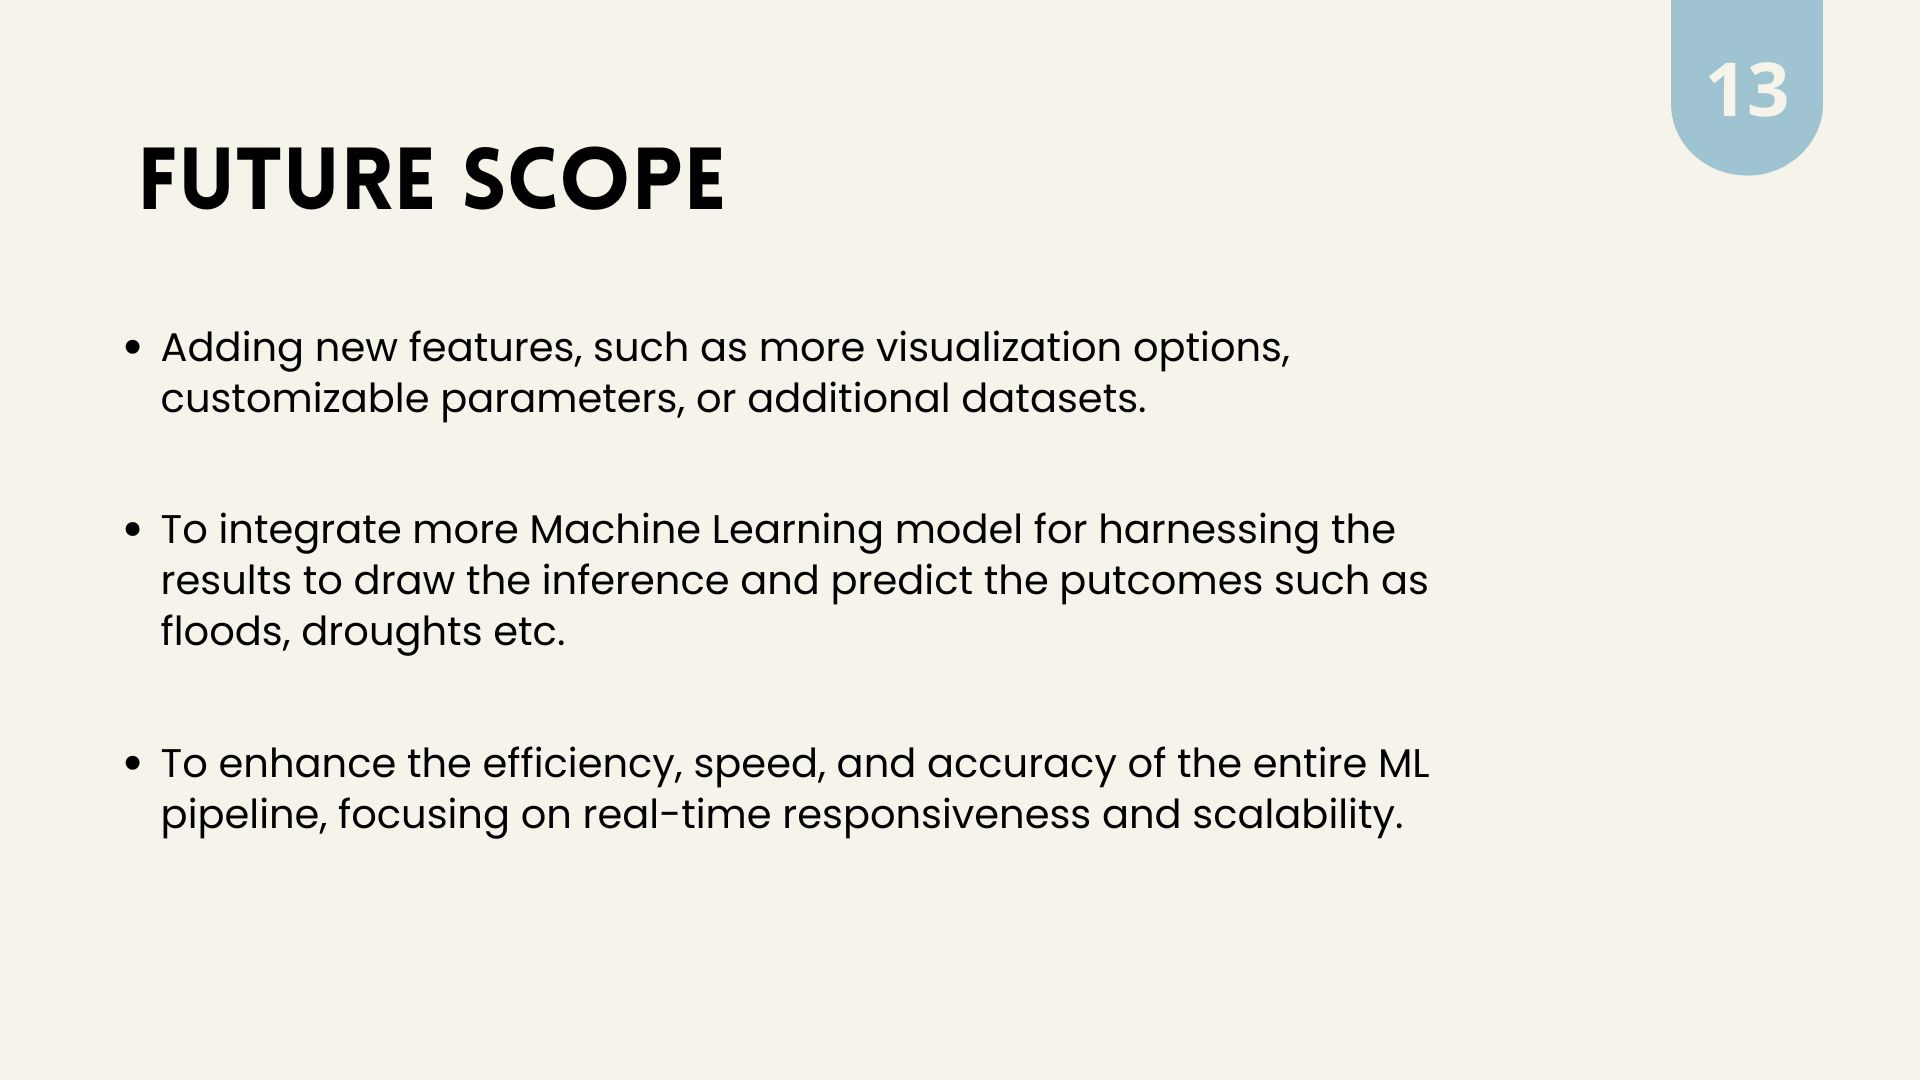 13
FUTURE SCOPE
• Adding new features, such as more visualization options,
customizable parameters, or additional datasets.
• To integrate more Machine Learning model for harnessing the
results to draw the inference and predict the putcomes such as
floods, droughts etc.
• To enhance the efficiency, speed, and accuracy of the entire ML
pipeline, focusing on real-time responsiveness and scalability.